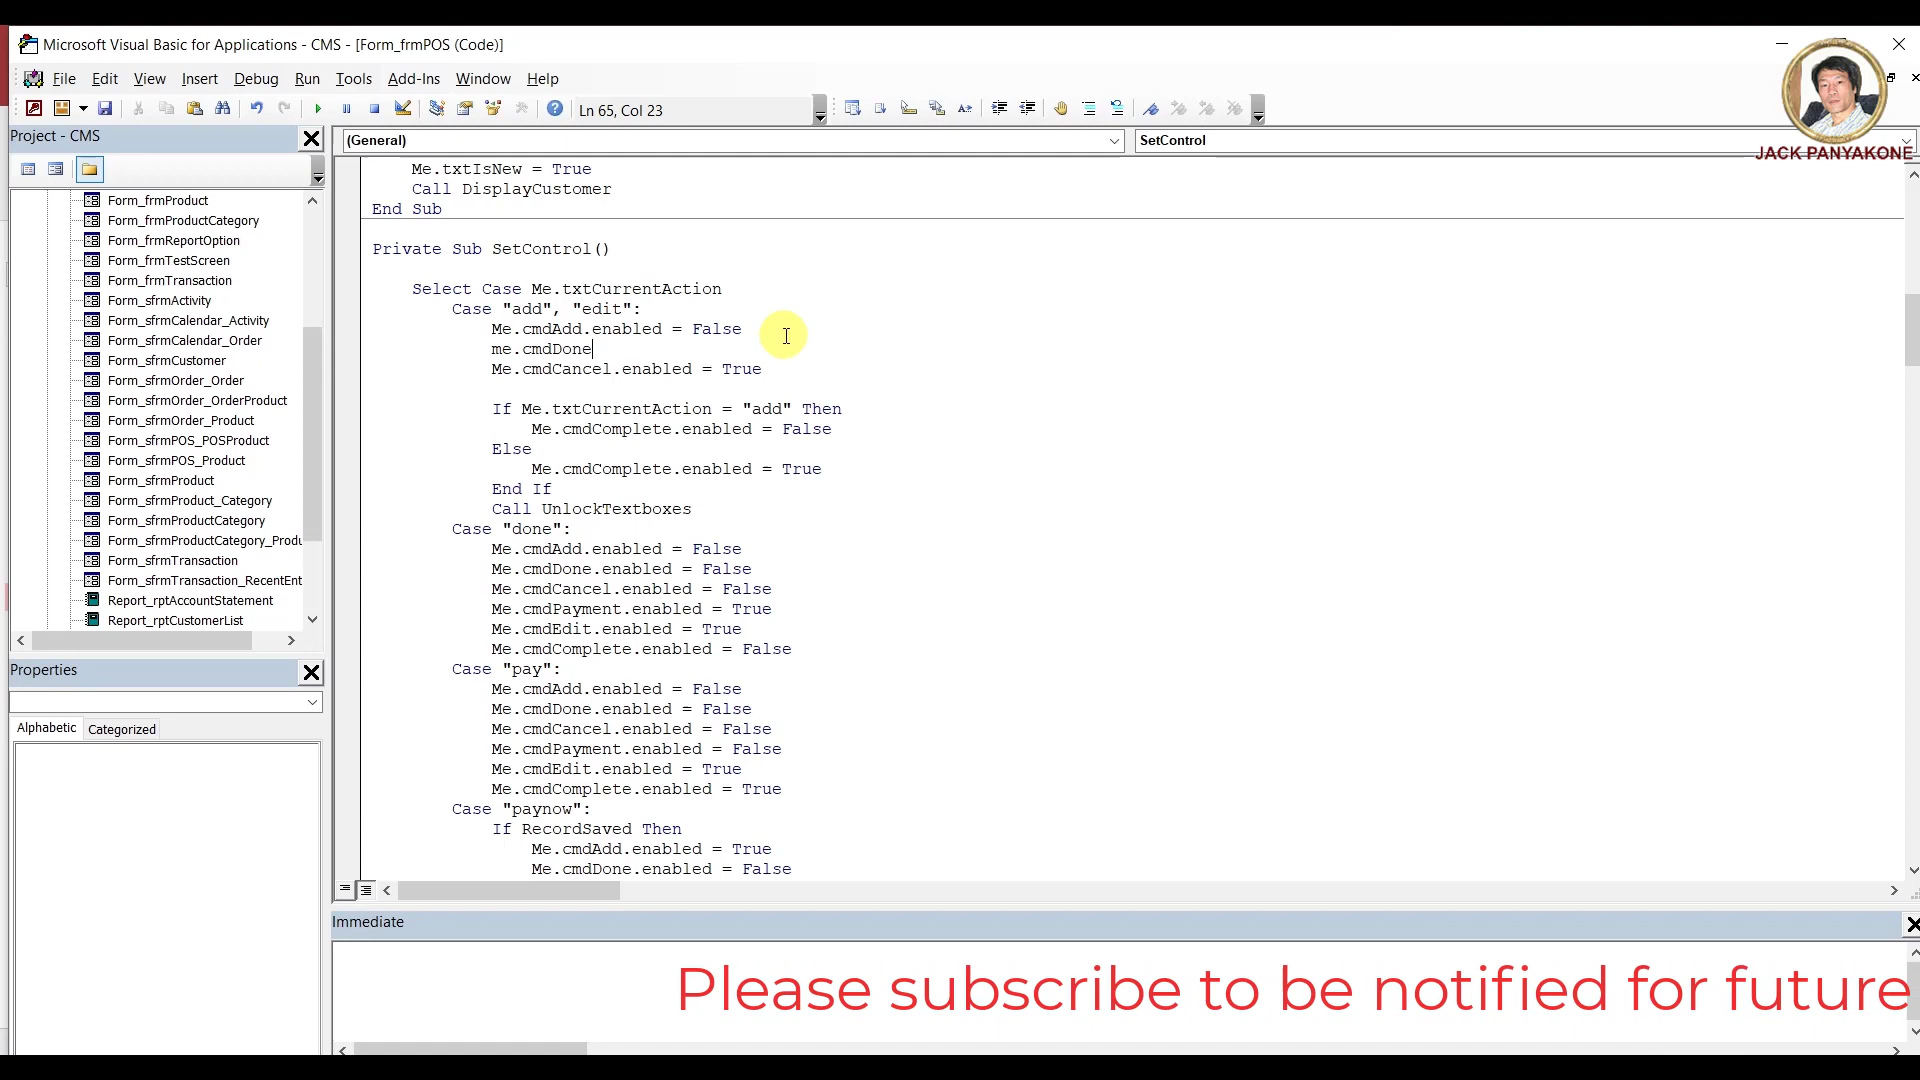 Microsoft Visual Basic for Applications - CMS - [Form_frmPOS (Code)]
File Edit View Insert Debug Run Tools Add-Ins Window Help
Ln 65, Col 23
JACK PANYAKONE
Project - CMS
(General)
SetControl
Form_frmProduct
Form_frmProductCategory
Form_frmReportOption
Form_frmTestScreen
Form_frmTransaction
Form_sfrmActivity
Form_sfrmCalendar_Activity
Form_sfrmCalendar_Order
Form_sfrmCustomer
Form_sfrmOrder_Order
Form_sfrmOrder_OrderProduct
Form_sfrmOrder_Product
Form_sfrmPOS_POSProduct
Form_sfrmPOS_Product
Form_sfrmProduct
Form_sfrmProduct_Category
Form_sfrmProductCategory
Form_sfrmProductCategory_Produ
Form_sfrmTransaction
Form_sfrmTransaction_RecentEnt
Report_rptAccountStatement
Report_rptCustomerList
Properties
Alphabetic Categorized
Me.txtIsNew = True
Call DisplayCustomer
End Sub
Private Sub SetControl()
Select Case Me.txtCurrentAction
Case "add", "edit":
Me.cmdAdd.enabled = False
me.cmdDone
Me.cmdCancel.enabled = True
If Me.txtCurrentAction = "add" Then
Me.cmdComplete.enabled = False
Else
Me.cmdComplete.enabled = True
End If
Call UnlockTextboxes
Case "done":
Me.cmdAdd.enabled = False
Me.cmdDone.enabled = False
Me.cmdCancel.enabled = False
Me.cmdPayment.enabled = True
Me.cmdEdit.enabled = True
Me.cmdComplete.enabled = False
Case "pay":
Me.cmdAdd.enabled = False
Me.cmdDone.enabled = False
Me.cmdCancel.enabled = False
Me.cmdPayment.enabled = False
Me.cmdEdit.enabled = True
Me.cmdComplete.enabled = True
Case "paynow":
If RecordSaved Then
Me.cmdAdd.enabled = True
Me.cmdDone.enabled = False
Immediate
Please subscribe to be notified for future